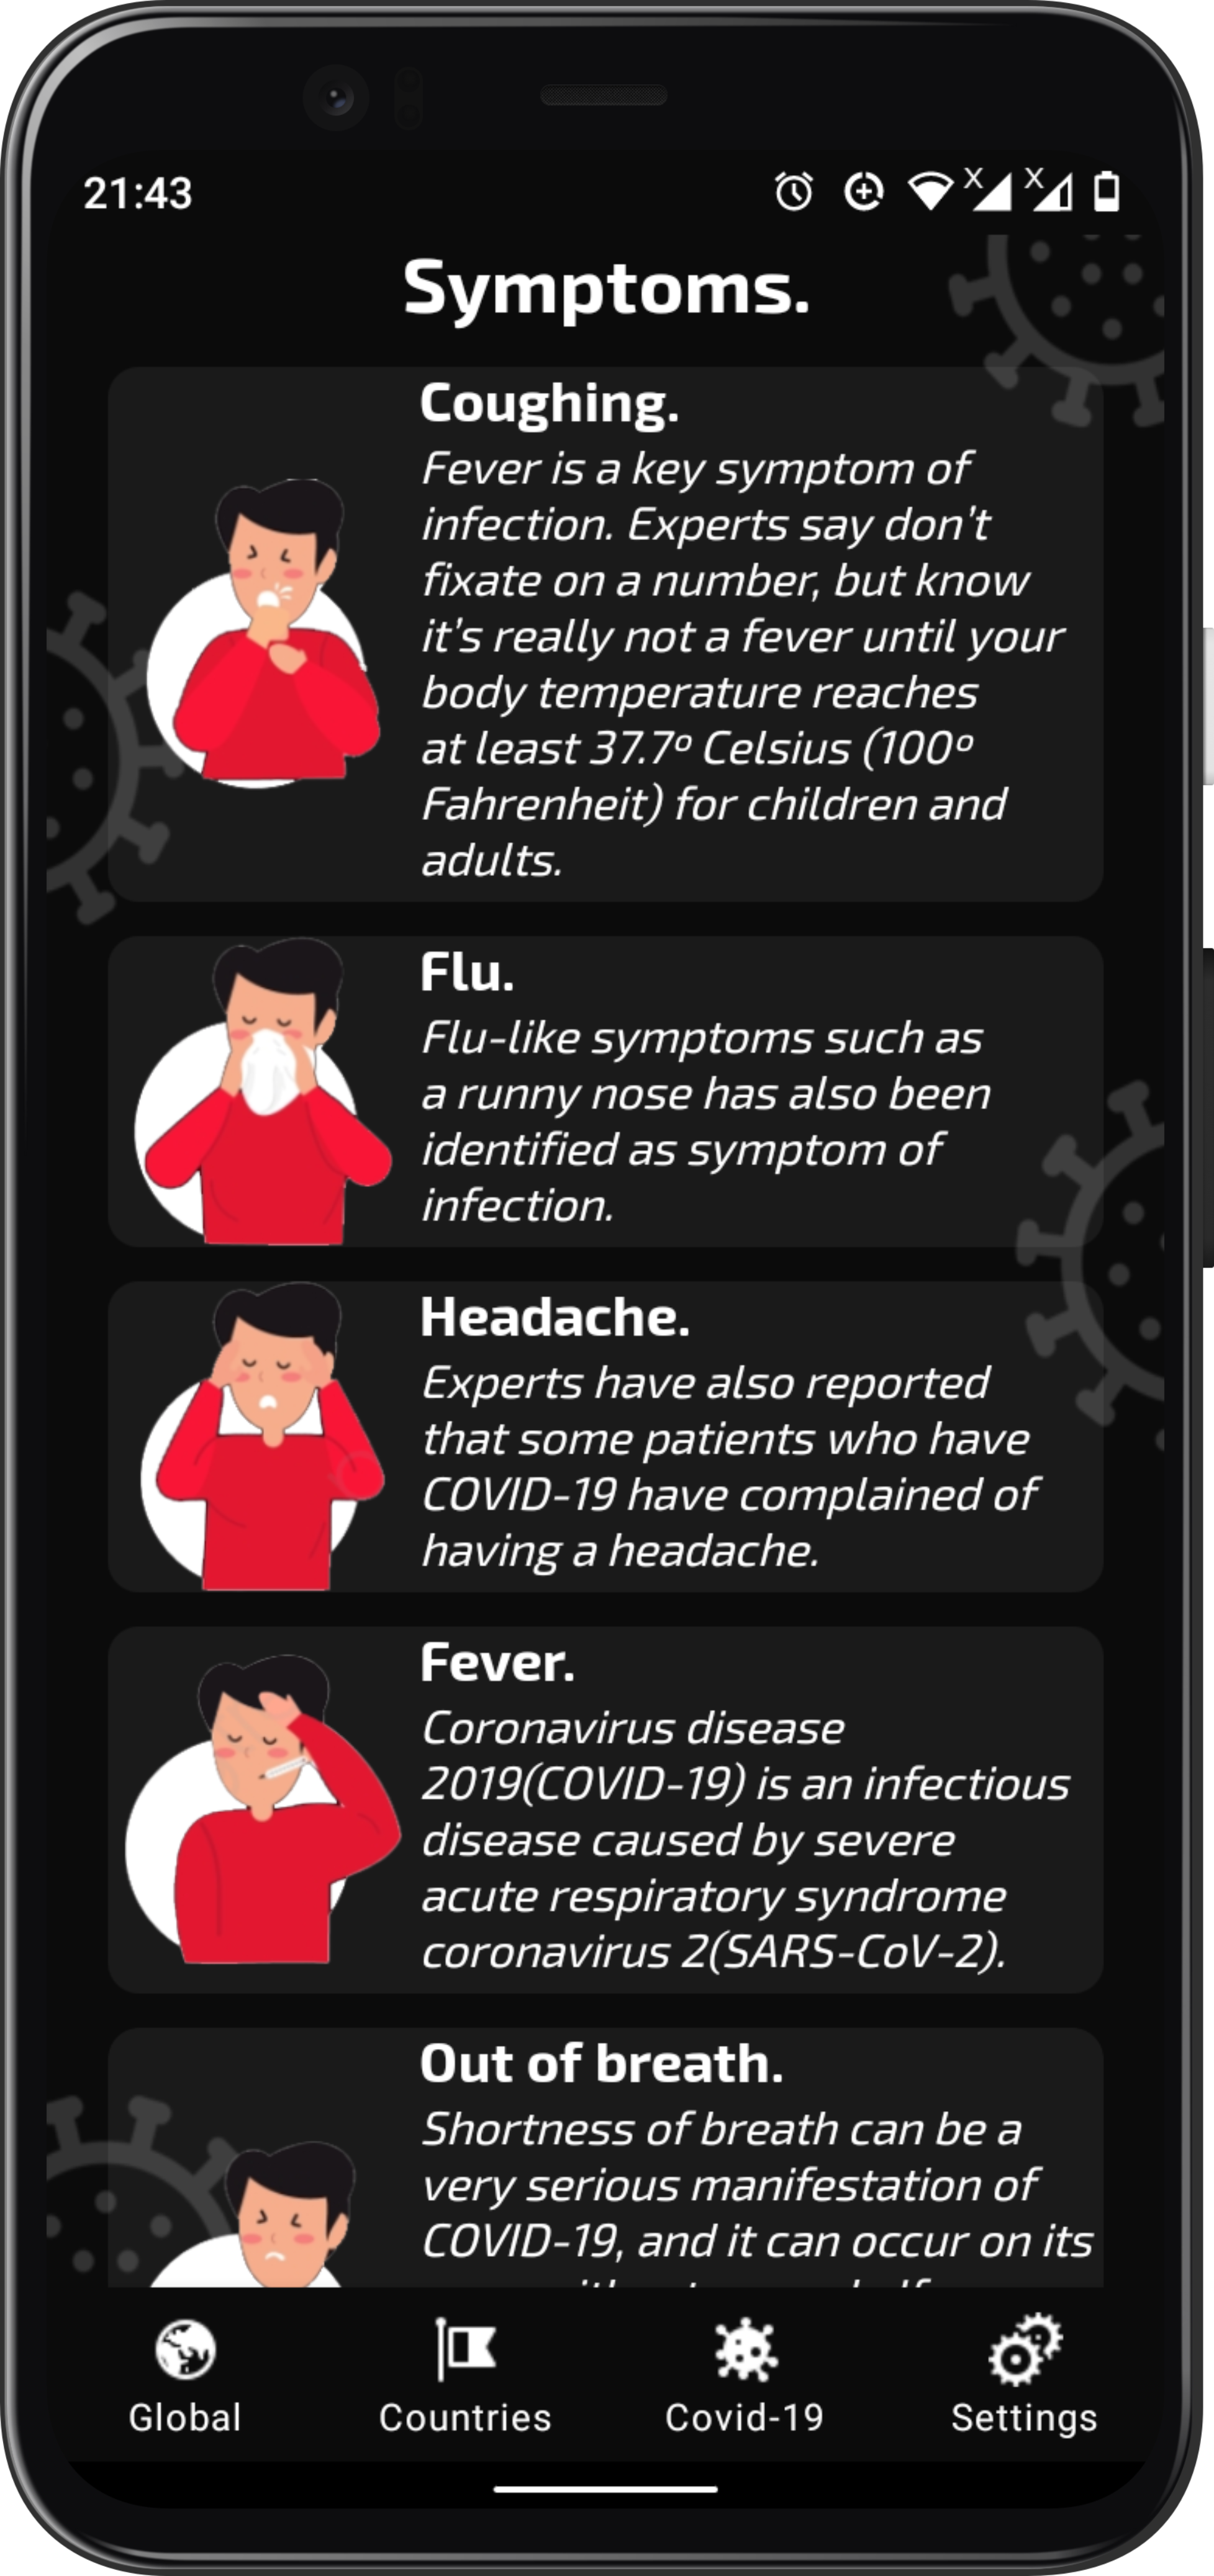 21:43
Symptoms.
Coughing.
Fever is a key symptom of
infection. Experts say don't
fixate on a number, but know
it's really not a fever until your
body temperature reaches
at least 37.7º Celsius (100º
Fahrenheit) for children and
adults.
Flu.
Flu-like symptoms such as
a runny nose has also been
identified as symptom of
infection.
Headache.
Experts have also reported
that some patients who have
COVID-19 have complained of
having a headache.
Fever.
Coronavirus disease
2019(COVID-19) is an infectious
disease caused by severe
acute respiratory syndrome
coronavirus 2(SARS-CoV-2).
Out of breath.
Shortness of breath can be a
very serious manifestation of
COVID-19, and it can occur on its
Global
Countries
Covid-19
Settings